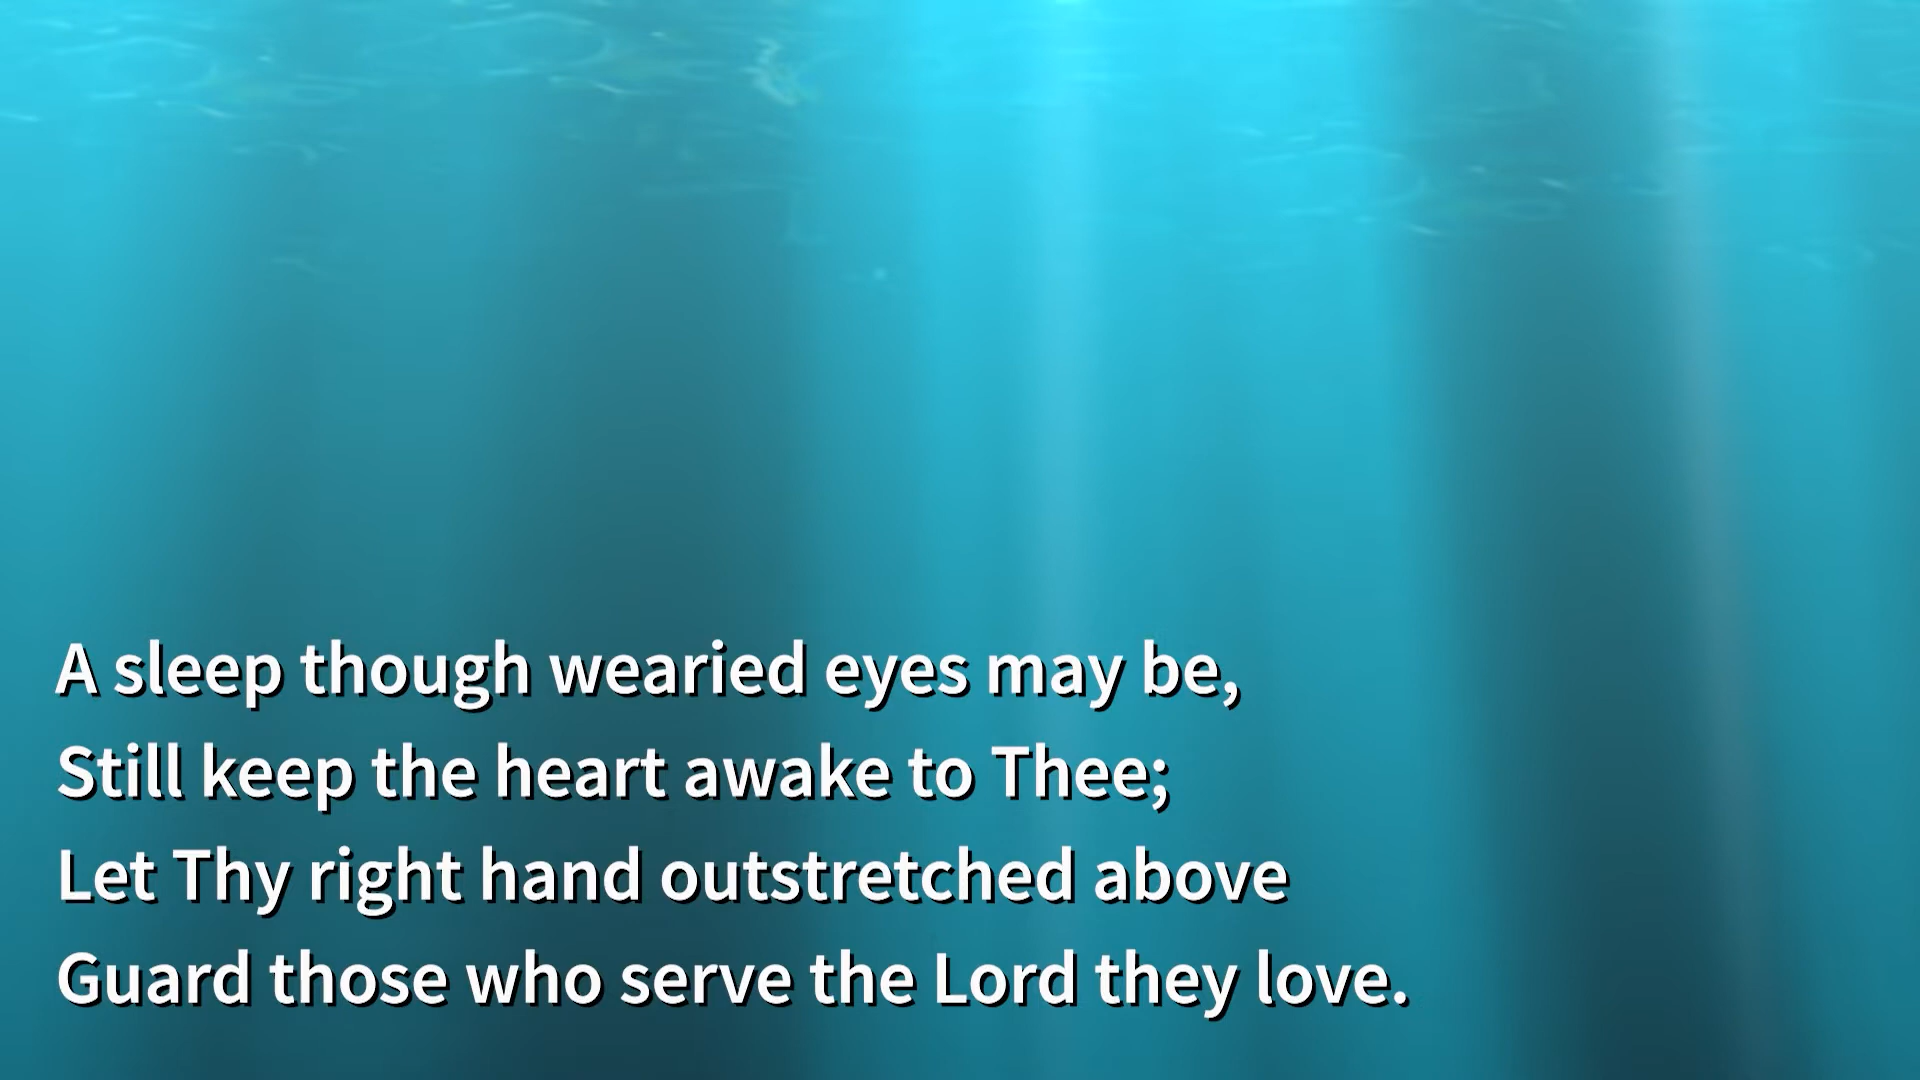 A sleep though wearied eyes may be,
Still keep the heart awake to Thee;
Let Thy right hand outstretched above
Guard those who serve the Lord they love.